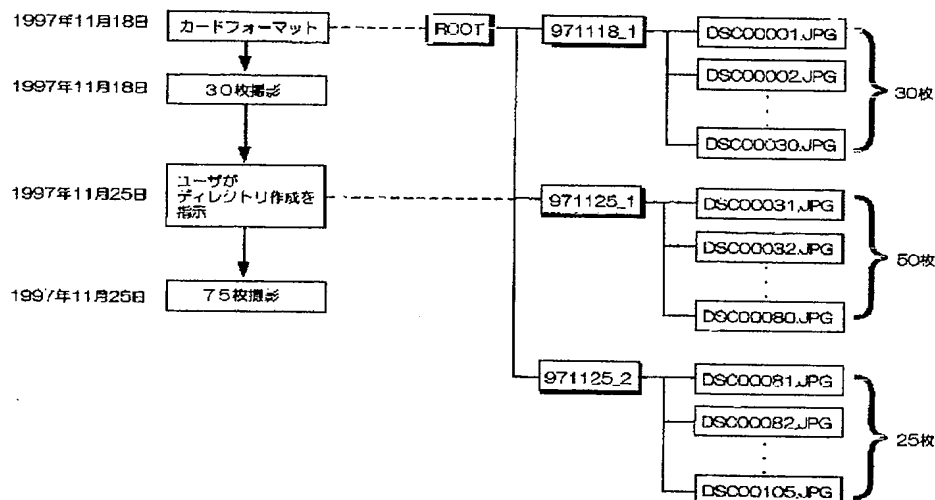 1997年11月18日
カードフォーマット
ROOT
971118_1
DSC00001.JPG
DSC00002.JPG
DSC00030.JPG
30枚
1997年11月18日
30枚撮影
1997年11月25日
ユーザが
ディレクトリ作成を
指示
971125_1
DSC00031.JPG
DSC00032.JPG
DSC00080.JPG
50枚
1997年11月25日
75枚撮影
971125_2
DSC00081.JPG
DSC00082.JPG
DSC00105.JPG
25枚